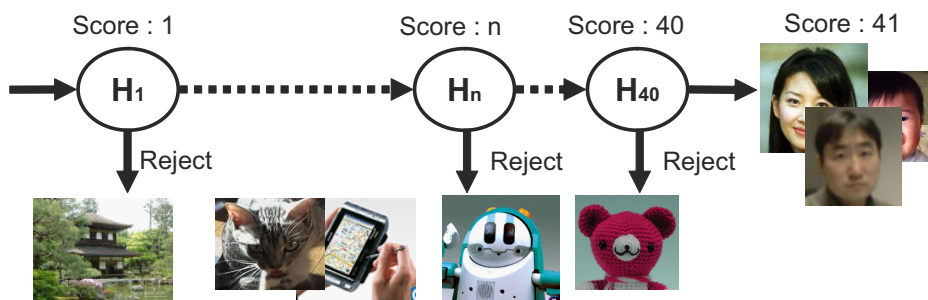 Score : 1
Score : n
Score : 40
Score : 41
H1
Hn
H40
Reject
Reject
Reject